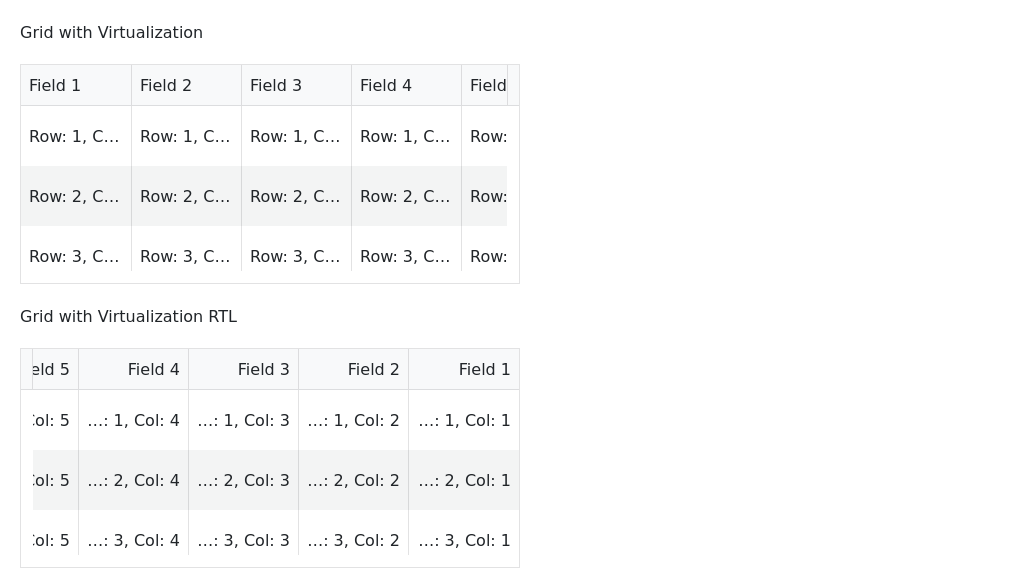 Grid with Virtualization
Field 1 Field 2 Field 3 Field 4 Field
Row: 1, C... Row: 1, C... Row: 1, C... Row: 1, C... Row:
Row: 2, C... Row: 2, C... Row: 2, C... Row: 2, C... Row:
Row: 3, C... Row: 3, C... Row: 3, C... Row: 3, C... Row:
Grid with Virtualization RTL
eld 5 Field 4 Field 3 Field 2 Field 1
Col: 5 ...: 1, Col: 4 ...: 1, Col: 3 ...: 1, Col: 2 ...: 1, Col: 1
Col: 5 ...: 2, Col: 4 ...: 2, Col: 3 ...: 2, Col: 2 ...: 2, Col: 1
Col: 5 ...: 3, Col: 4 ...: 3, Col: 3 ...: 3, Col: 2 ...: 3, Col: 1